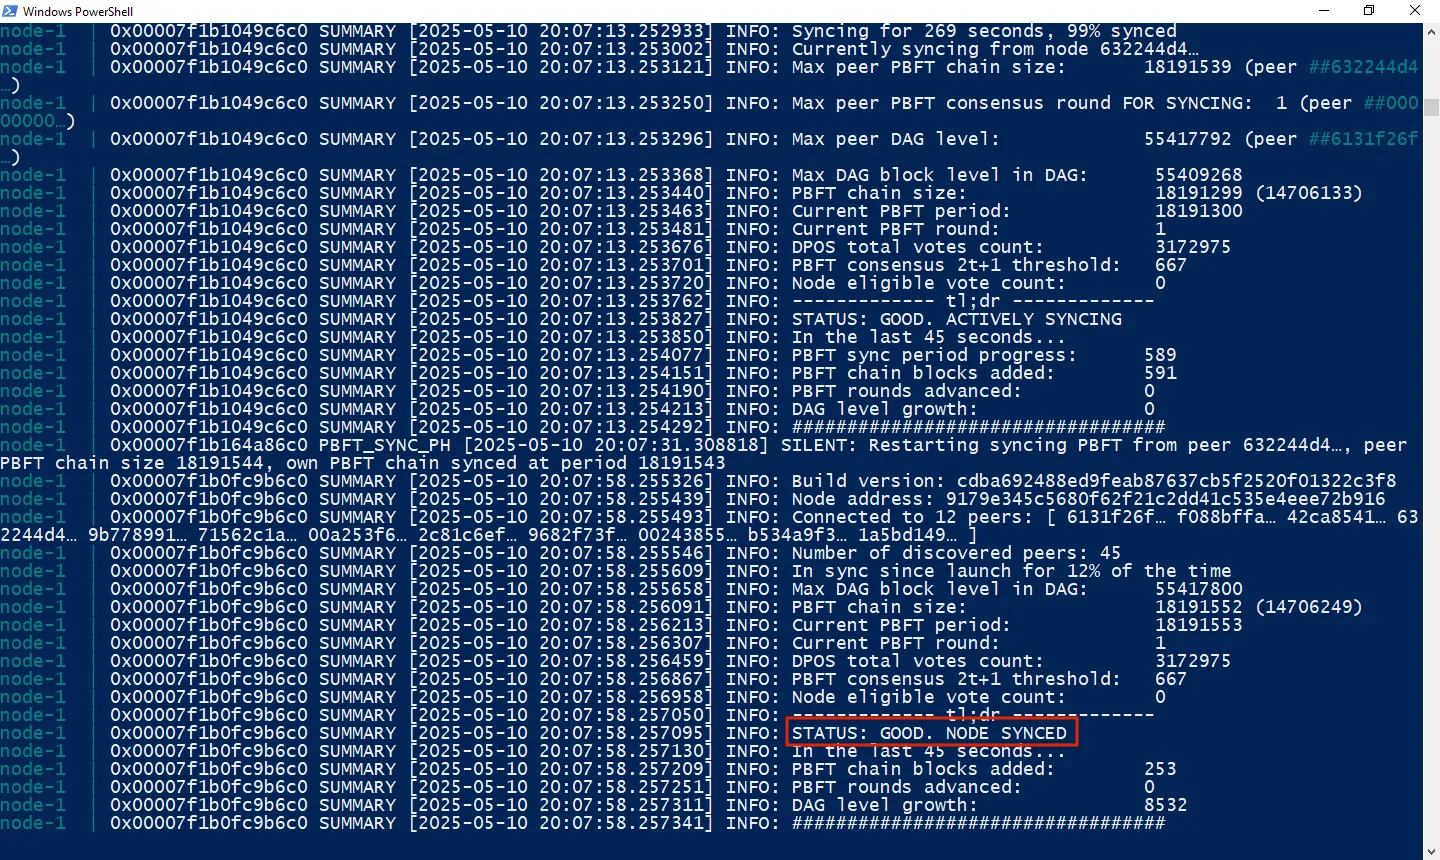 Windows PowerShell
node-1 | 0x00007f1b1049c6c0 SUMMARY [2025-05-10 20:07:13.252933] INFO: Syncing for 269 seconds, 99% synced
node-1 | 0x00007f1b1049c6c0 SUMMARY [2025-05-10 20:07:13.253002] INFO: Currently syncing from node 632244d4…
node-1 | 0x00007f1b1049c6c0 SUMMARY [2025-05-10 20:07:13.253121] INFO: Max peer PBFT chain size: 18191539 (peer ##632244d4
…)
node-1 | 0x00007f1b1049c6c0 SUMMARY [2025-05-10 20:07:13.253250] INFO: Max peer PBFT consensus round FOR SYNCING: 1 (peer ##000
00000…)
node-1 | 0x00007f1b1049c6c0 SUMMARY [2025-05-10 20:07:13.253296] INFO: Max peer DAG level: 55417792 (peer ##6131f26f
…)
node-1 | 0x00007f1b1049c6c0 SUMMARY [2025-05-10 20:07:13.253368] INFO: Max DAG block level in DAG: 55409268
node-1 | 0x00007f1b1049c6c0 SUMMARY [2025-05-10 20:07:13.253440] INFO: PBFT chain size: 18191299 (14706133)
node-1 | 0x00007f1b1049c6c0 SUMMARY [2025-05-10 20:07:13.253463] INFO: Current PBFT period: 18191300
node-1 | 0x00007f1b1049c6c0 SUMMARY [2025-05-10 20:07:13.253481] INFO: Current PBFT round: 1
node-1 | 0x00007f1b1049c6c0 SUMMARY [2025-05-10 20:07:13.253676] INFO: DPOS total votes count: 3172975
node-1 | 0x00007f1b1049c6c0 SUMMARY [2025-05-10 20:07:13.253701] INFO: PBFT consensus 2t+1 threshold: 667
node-1 | 0x00007f1b1049c6c0 SUMMARY [2025-05-10 20:07:13.253720] INFO: Node eligible vote count: 0
node-1 | 0x00007f1b1049c6c0 SUMMARY [2025-05-10 20:07:13.253762] INFO: ------------- tl;dr -------------
node-1 | 0x00007f1b1049c6c0 SUMMARY [2025-05-10 20:07:13.253827] INFO: STATUS: GOOD. ACTIVELY SYNCING
node-1 | 0x00007f1b1049c6c0 SUMMARY [2025-05-10 20:07:13.253850] INFO: In the last 45 seconds...
node-1 | 0x00007f1b1049c6c0 SUMMARY [2025-05-10 20:07:13.254077] INFO: PBFT sync period progress: 589
node-1 | 0x00007f1b1049c6c0 SUMMARY [2025-05-10 20:07:13.254151] INFO: PBFT chain blocks added: 591
node-1 | 0x00007f1b1049c6c0 SUMMARY [2025-05-10 20:07:13.254190] INFO: PBFT rounds advanced: 0
node-1 | 0x00007f1b1049c6c0 SUMMARY [2025-05-10 20:07:13.254213] INFO: DAG level growth: 0
node-1 | 0x00007f1b1049c6c0 SUMMARY [2025-05-10 20:07:13.254292] INFO: ##################################
node-1 | 0x00007f1b164a86c0 PBFT_SYNC_PH [2025-05-10 20:07:31.308818] SILENT: Restarting syncing PBFT from peer 632244d4…, peer
PBFT chain size 18191544, own PBFT chain synced at period 18191543
node-1 | 0x00007f1b0fc9b6c0 SUMMARY [2025-05-10 20:07:58.255326] INFO: Build version: cdba692488ed9feab87637cb5f2520f01322c3f8
node-1 | 0x00007f1b0fc9b6c0 SUMMARY [2025-05-10 20:07:58.255439] INFO: Node address: 9179e345c5680f62f21c2dd41c535e4eee72b916
node-1 | 0x00007f1b0fc9b6c0 SUMMARY [2025-05-10 20:07:58.255493] INFO: Connected to 12 peers: [ 6131f26f… f088bffa… 42ca8541… 63
2244d4… 9b778991… 71562c1a… 00a253f6… 2c81c6ef… 9682f73f… 00243855… b534a9f3… 1a5bd149… ]
node-1 | 0x00007f1b0fc9b6c0 SUMMARY [2025-05-10 20:07:58.255546] INFO: Number of discovered peers: 45
node-1 | 0x00007f1b0fc9b6c0 SUMMARY [2025-05-10 20:07:58.255609] INFO: In sync since launch for 12% of the time
node-1 | 0x00007f1b0fc9b6c0 SUMMARY [2025-05-10 20:07:58.255658] INFO: Max DAG block level in DAG: 55417800
node-1 | 0x00007f1b0fc9b6c0 SUMMARY [2025-05-10 20:07:58.256091] INFO: PBFT chain size: 18191552 (14706249)
node-1 | 0x00007f1b0fc9b6c0 SUMMARY [2025-05-10 20:07:58.256213] INFO: Current PBFT period: 18191553
node-1 | 0x00007f1b0fc9b6c0 SUMMARY [2025-05-10 20:07:58.256307] INFO: Current PBFT round: 1
node-1 | 0x00007f1b0fc9b6c0 SUMMARY [2025-05-10 20:07:58.256459] INFO: DPOS total votes count: 3172975
node-1 | 0x00007f1b0fc9b6c0 SUMMARY [2025-05-10 20:07:58.256867] INFO: PBFT consensus 2t+1 threshold: 667
node-1 | 0x00007f1b0fc9b6c0 SUMMARY [2025-05-10 20:07:58.256958] INFO: Node eligible vote count: 0
node-1 | 0x00007f1b0fc9b6c0 SUMMARY [2025-05-10 20:07:58.257050] INFO: ------------- tl;dr -------------
node-1 | 0x00007f1b0fc9b6c0 SUMMARY [2025-05-10 20:07:58.257095] INFO: STATUS: GOOD. NODE SYNCED
node-1 | 0x00007f1b0fc9b6c0 SUMMARY [2025-05-10 20:07:58.257130] INFO: In the last 45 seconds...
node-1 | 0x00007f1b0fc9b6c0 SUMMARY [2025-05-10 20:07:58.257209] INFO: PBFT chain blocks added: 253
node-1 | 0x00007f1b0fc9b6c0 SUMMARY [2025-05-10 20:07:58.257251] INFO: PBFT rounds advanced: 0
node-1 | 0x00007f1b0fc9b6c0 SUMMARY [2025-05-10 20:07:58.257311] INFO: DAG level growth: 8532
node-1 | 0x00007f1b0fc9b6c0 SUMMARY [2025-05-10 20:07:58.257341] INFO: ##################################